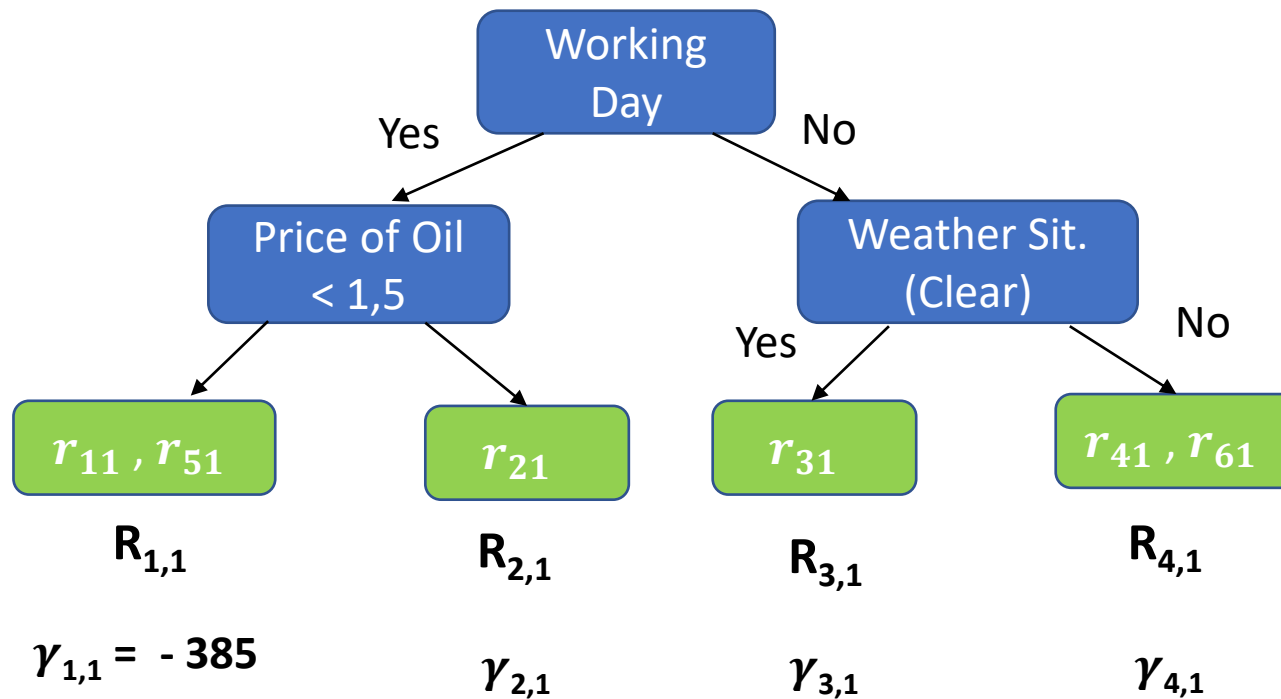 Working
Day
Yes
No
Price of Oil
< 1,5
Weather Sit.
(Clear)
Yes
No
r₁₁ , r₅₁
r₂₁
r₃₁
r₄₁ , r₆₁
R₁,₁
R₂,₁
R₃,₁
R₄,₁
γ₁,₁ = - 385
γ₂,₁
γ₃,₁
γ₄,₁